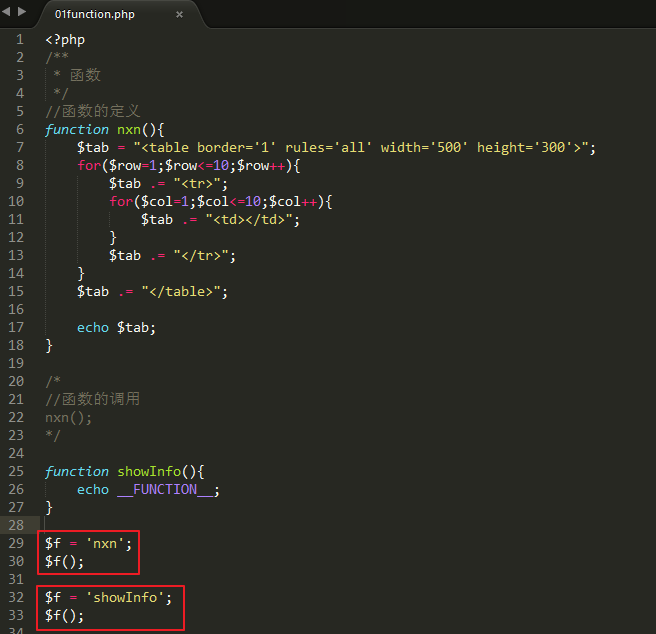 01function.php ×
1 <?php
2 /**
3  * 函数
4  */
5 //函数的定义
6 function nxn(){
7     $tab = "<table border='1' rules='all' width='500' height='300'>";
8     for($row=1;$row<=10;$row++){
9         $tab .= "<tr>";
10         for($col=1;$col<=10;$col++){
11             $tab .= "<td></td>";
12         }
13         $tab .= "</tr>";
14     }
15     $tab .= "</table>";
16
17     echo $tab;
18 }
19
20 /*
21 //函数的调用
22 nxn();
23 */
24
25 function showInfo(){
26     echo __FUNCTION__;
27 }
28
29 $f = 'nxn';
30 $f();
31
32 $f = 'showInfo';
33 $f();
34